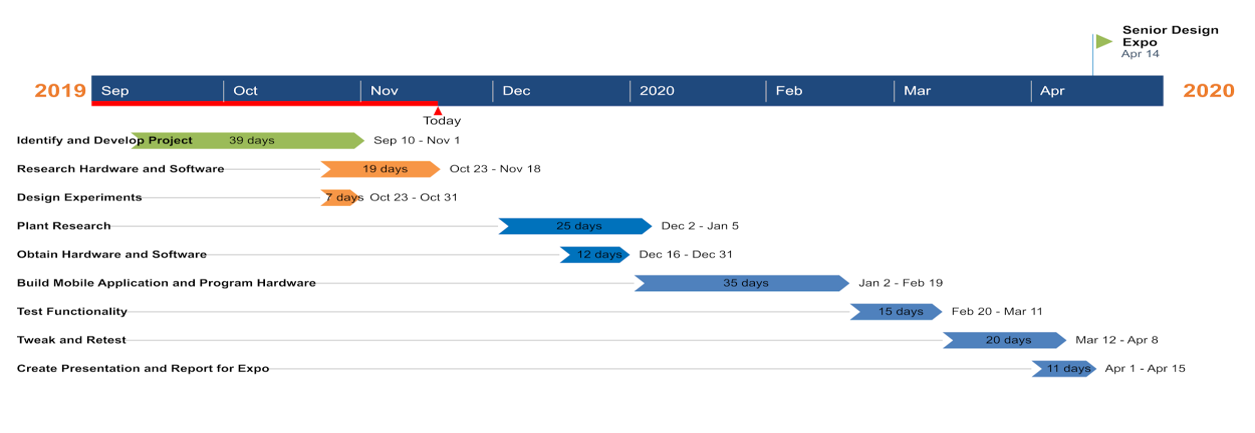 Senior Design
Expo
Apr 14
2019 Sep Oct Nov Dec 2020 Feb Mar Apr 2020
Today
Identify and Develop Project 39 days Sep 10 - Nov 1
Research Hardware and Software 19 days Oct 23 - Nov 18
Design Experiments 7 days Oct 23 - Oct 31
Plant Research 25 days Dec 2 - Jan 5
Obtain Hardware and Software 12 days Dec 16 - Dec 31
Build Mobile Application and Program Hardware 35 days Jan 2 - Feb 19
Test Functionality 15 days Feb 20 - Mar 11
Tweak and Retest 20 days Mar 12 - Apr 8
Create Presentation and Report for Expo 11 days Apr 1 - Apr 15